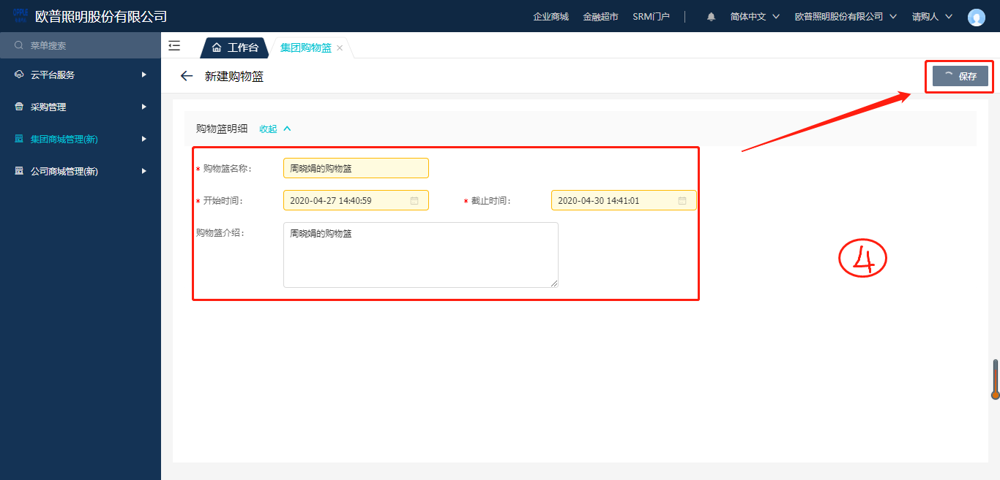 欧普照明股份有限公司
企业商城 金融超市 SRM门户 简体中文 欧普照明股份有限公司 请购人
菜单搜索
工作台 集团购物篮
云平台服务
采购管理
集团商城管理(新)
公司商城管理(新)
新建购物篮
保存
购物篮明细 收起
* 购物篮名称: 周晓娟的购物篮
* 开始时间: 2020-04-27 14:40:59 * 截止时间: 2020-04-30 14:41:01
购物篮介绍: 周晓娟的购物篮
4